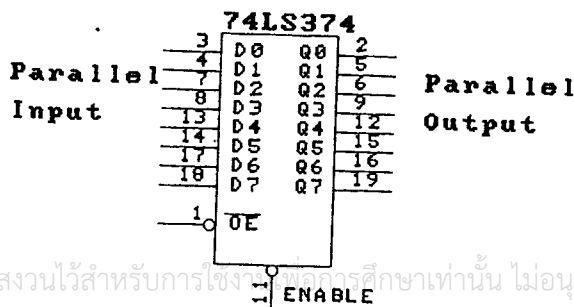 74LS374
3 D0 Q0 2
4 D1 Q1 5
Parallel 7 D2 Q2 6 Parallel
Input 8 D3 Q3 9 Output
13 D4 Q4 12
14 D5 Q5 15
17 D6 Q6 16
18 D7 Q7 19
1 OE
สงวนไว้สำหรับการใช้งานเพื่อการศึกษาเท่านั้น ไม่อนุ
11 ENABLE